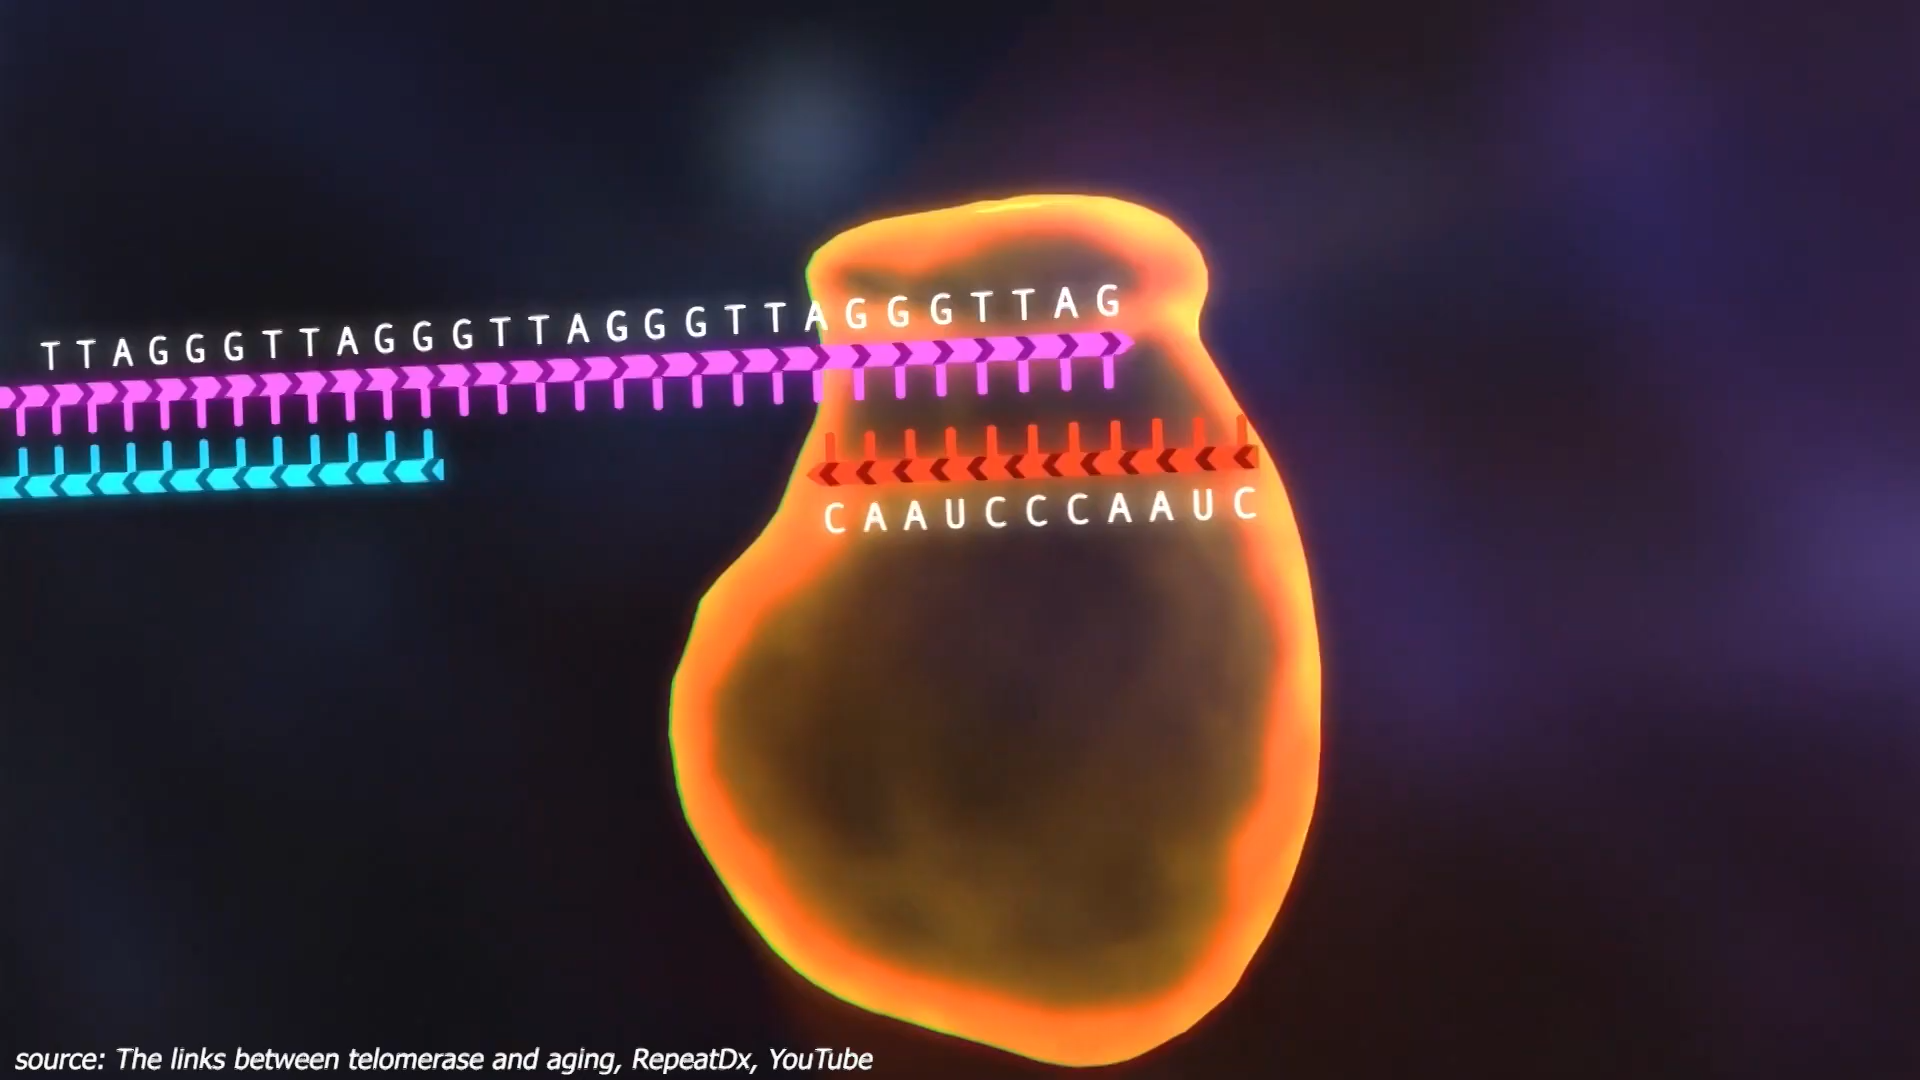 TTAGGGTTAGGGTTAGGGTTAGGGTTAG
CAAUCCCAAUC
source: The links between telomerase and aging, RepeatDx, YouTube